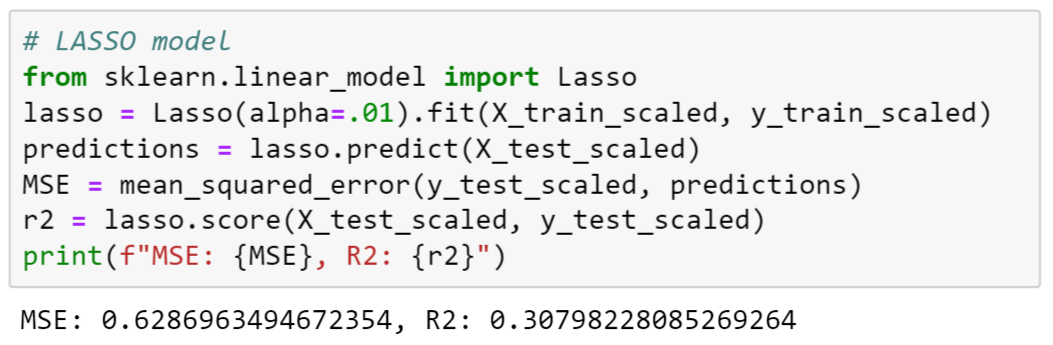 # LASSO model
from sklearn.linear_model import Lasso
lasso = Lasso(alpha=.01).fit(X_train_scaled, y_train_scaled)
predictions = lasso.predict(X_test_scaled)
MSE = mean_squared_error(y_test_scaled, predictions)
r2 = lasso.score(X_test_scaled, y_test_scaled)
print(f"MSE: {MSE}, R2: {r2}")
MSE: 0.6286963494672354, R2: 0.30798228085269264